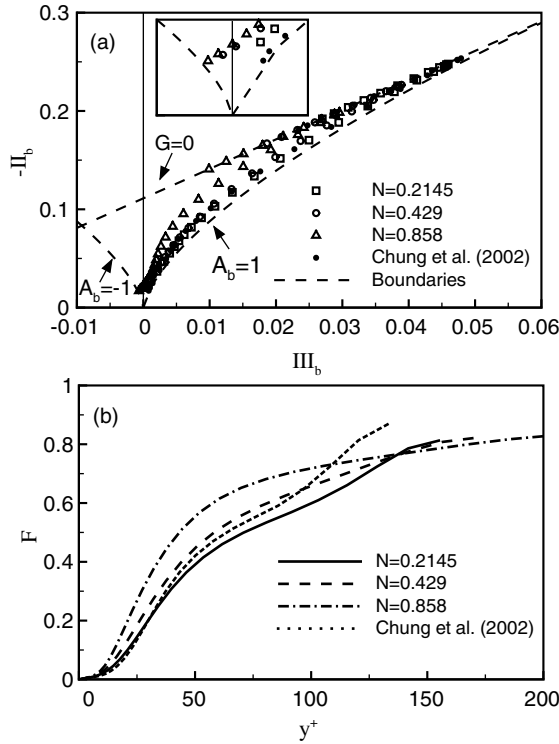 (a)
0.3
0.2
0.1
0
-II_b
G=0
A_b=-1
A_b=1
N=0.2145
N=0.429
N=0.858
Chung et al. (2002)
Boundaries
-0.01 0 0.01 0.02 0.03 0.04 0.05 0.06
III_b
(b)
1
0.8
0.6
0.4
0.2
0
F
N=0.2145
N=0.429
N=0.858
Chung et al. (2002)
0 50 100 150 200
y^+